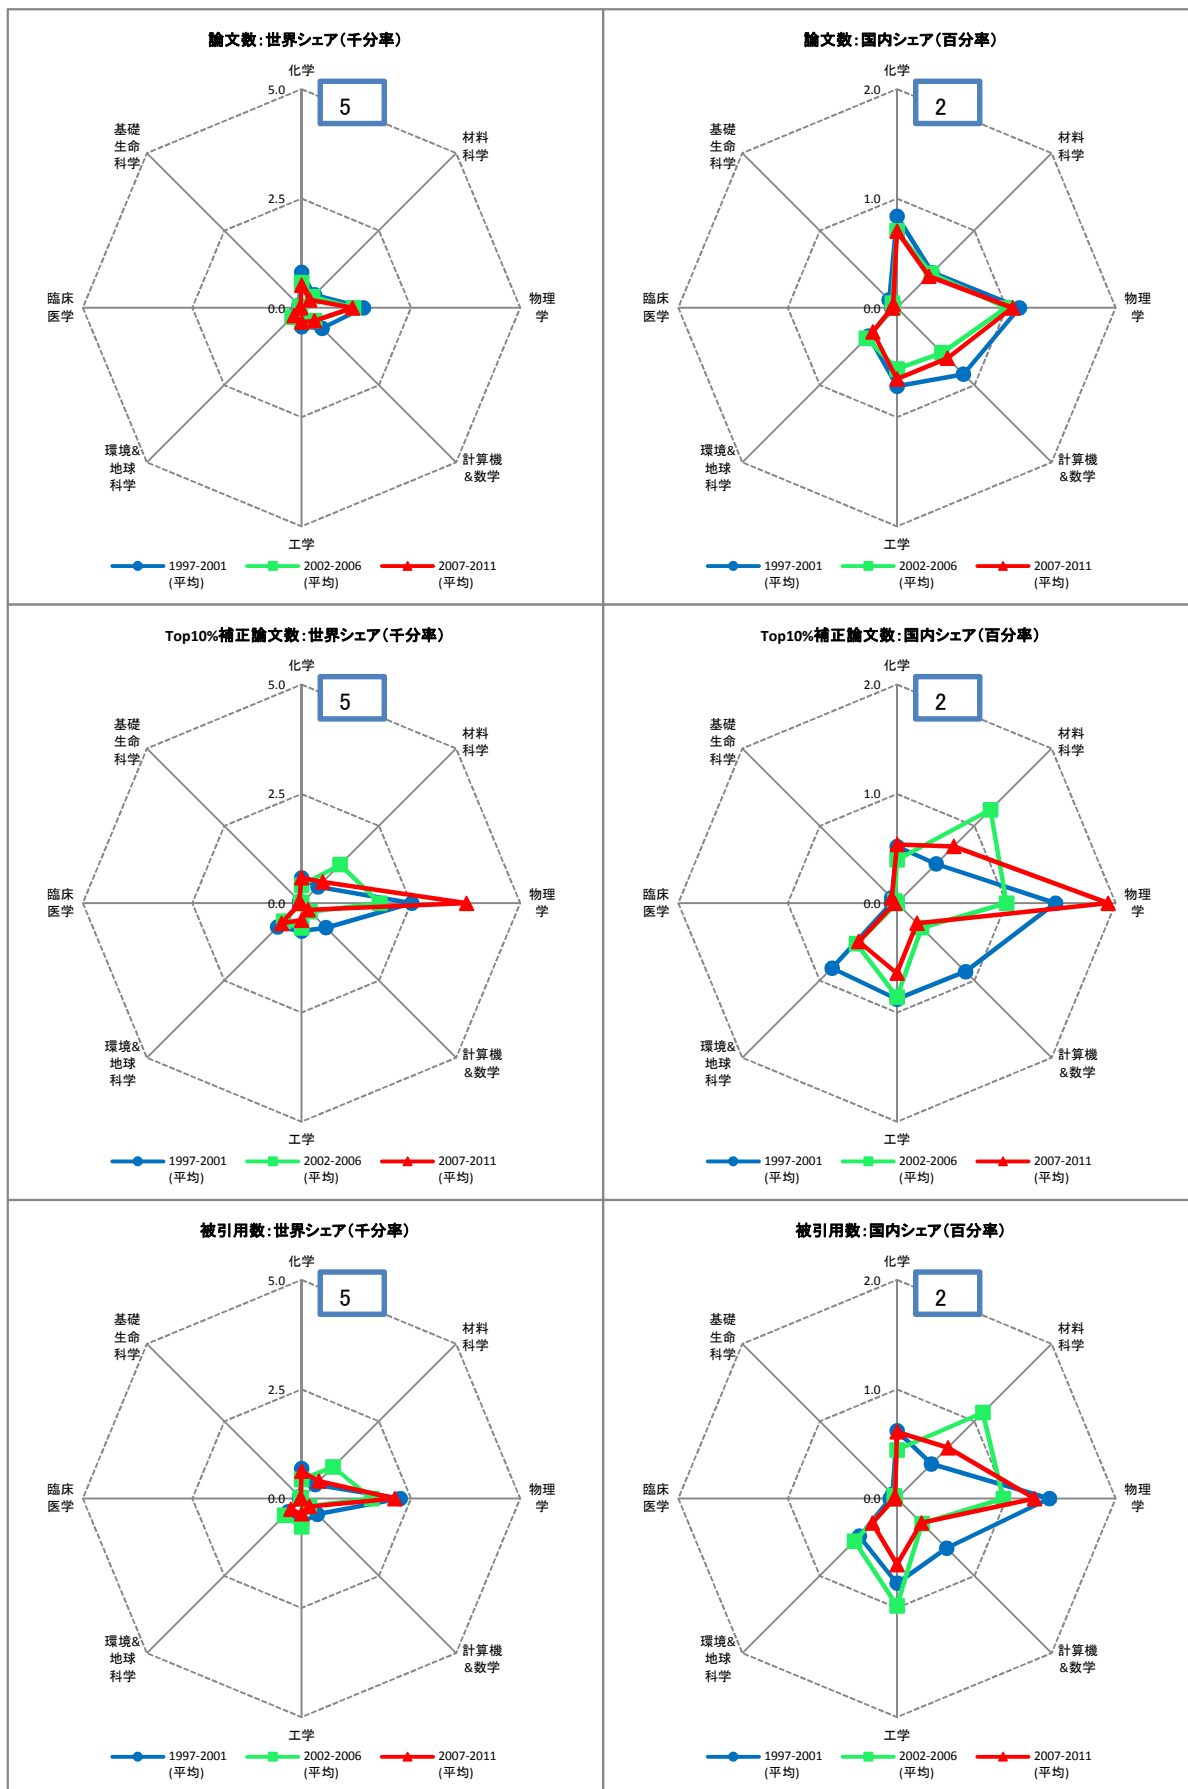 論文数：世界シェア（千分率）
化学
5.0
5
基礎
生命
科学
材料
科学
2.5
臨床
医学
0.0
物理
学
環境&
地球
科学
計算機
&数学
工学
1997-2001
(平均)
2002-2006
(平均)
2007-2011
(平均)
論文数：国内シェア（百分率）
化学
2.0
2
基礎
生命
科学
材料
科学
1.0
臨床
医学
0.0
物理
学
環境&
地球
科学
計算機
&数学
工学
1997-2001
(平均)
2002-2006
(平均)
2007-2011
(平均)
Top10%補正論文数：世界シェア（千分率）
化学
5.0
5
基礎
生命
科学
材料
科学
2.5
臨床
医学
0.0
物理
学
環境&
地球
科学
計算機
&数学
工学
1997-2001
(平均)
2002-2006
(平均)
2007-2011
(平均)
Top10%補正論文数：国内シェア（百分率）
化学
2.0
2
基礎
生命
科学
材料
科学
1.0
臨床
医学
0.0
物理
学
環境&
地球
科学
計算機
&数学
工学
1997-2001
(平均)
2002-2006
(平均)
2007-2011
(平均)
被引用数：世界シェア（千分率）
化学
5.0
5
基礎
生命
科学
材料
科学
2.5
臨床
医学
0.0
物理
学
環境&
地球
科学
計算機
&数学
工学
1997-2001
(平均)
2002-2006
(平均)
2007-2011
(平均)
被引用数：国内シェア（百分率）
化学
2.0
2
基礎
生命
科学
材料
科学
1.0
臨床
医学
0.0
物理
学
環境&
地球
科学
計算機
&数学
工学
1997-2001
(平均)
2002-2006
(平均)
2007-2011
(平均)